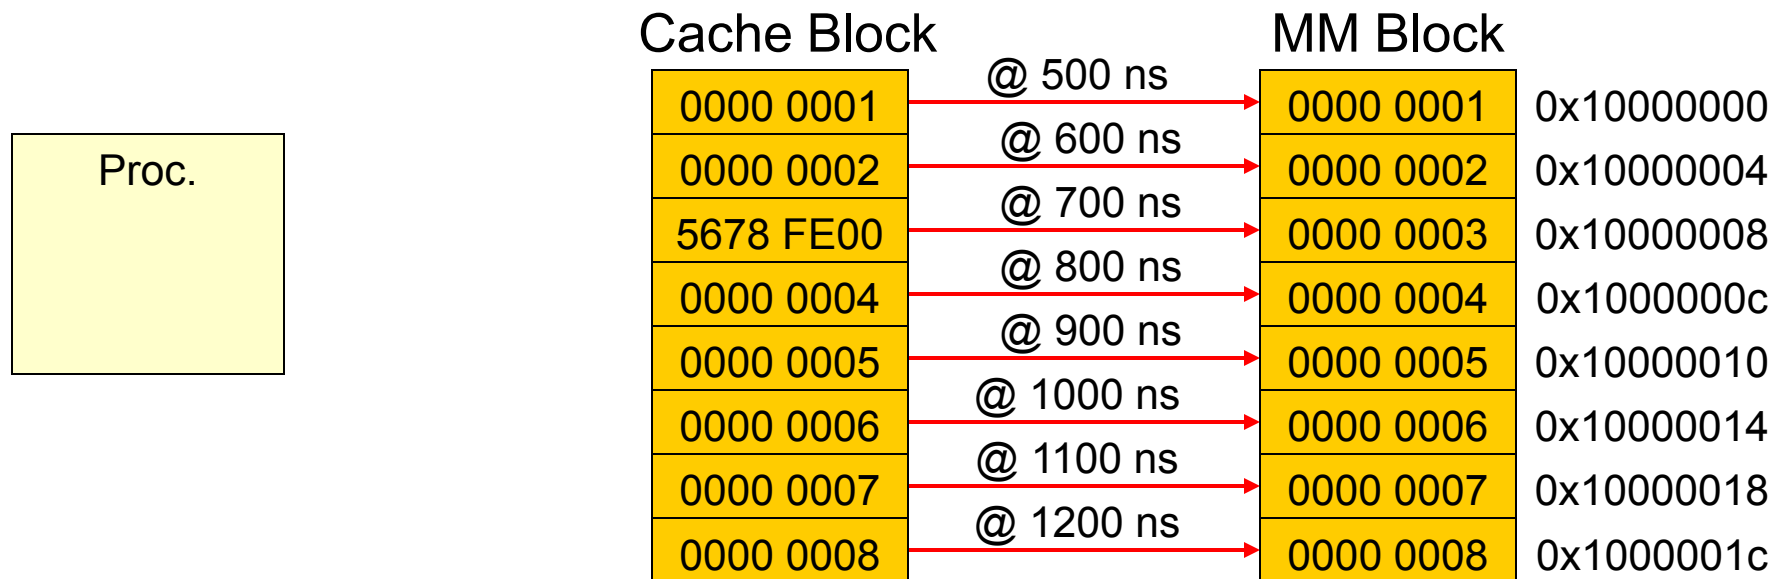 Cache Block MM Block
@ 500 ns
0000 0001 0000 0001 0x10000000
@ 600 ns
Proc. 0000 0002 0000 0002 0x10000004
@ 700 ns
5678 FE00 0000 0003 0x10000008
@ 800 ns
0000 0004 0000 0004 0x1000000c
@ 900 ns
0000 0005 0000 0005 0x10000010
@ 1000 ns
0000 0006 0000 0006 0x10000014
@ 1100 ns
0000 0007 0000 0007 0x10000018
@ 1200 ns
0000 0008 0000 0008 0x1000001c